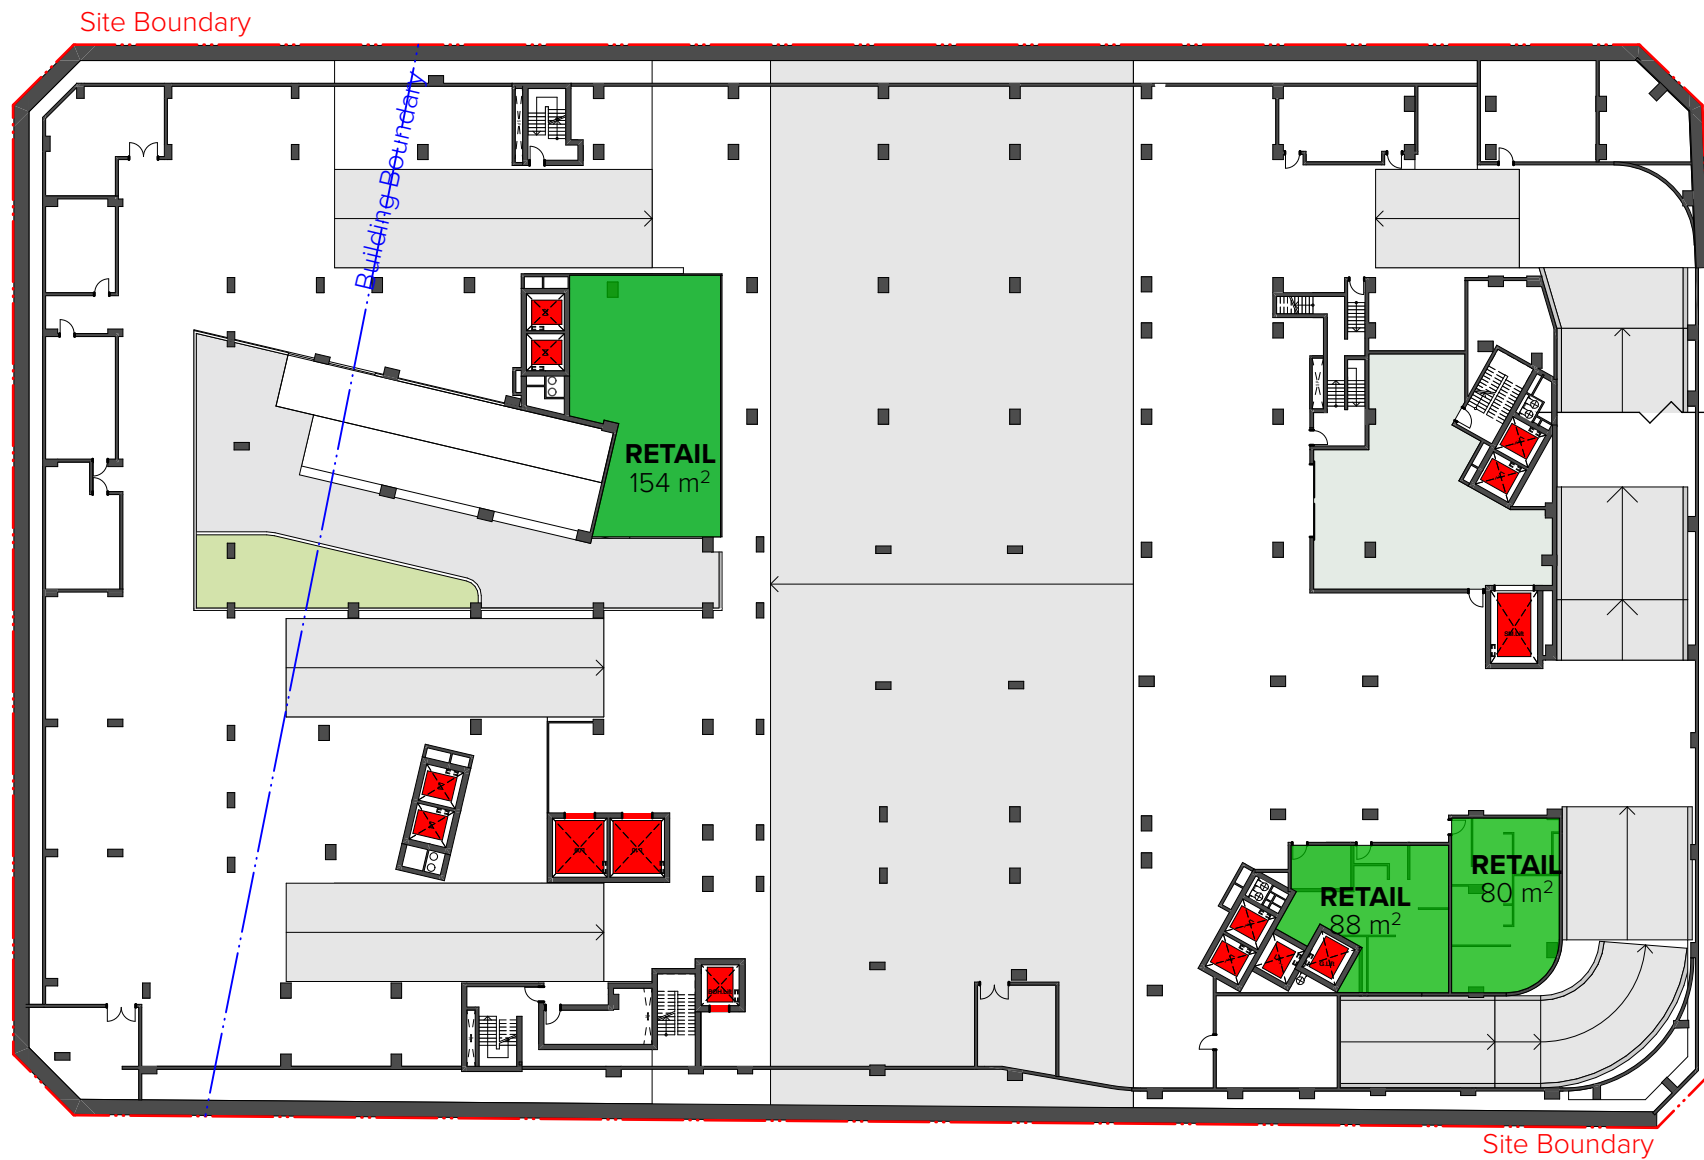 Site Boundary
Building Boundary
RETAIL
154 m²
RETAIL
80 m²
RETAIL
88 m²
Site Boundary